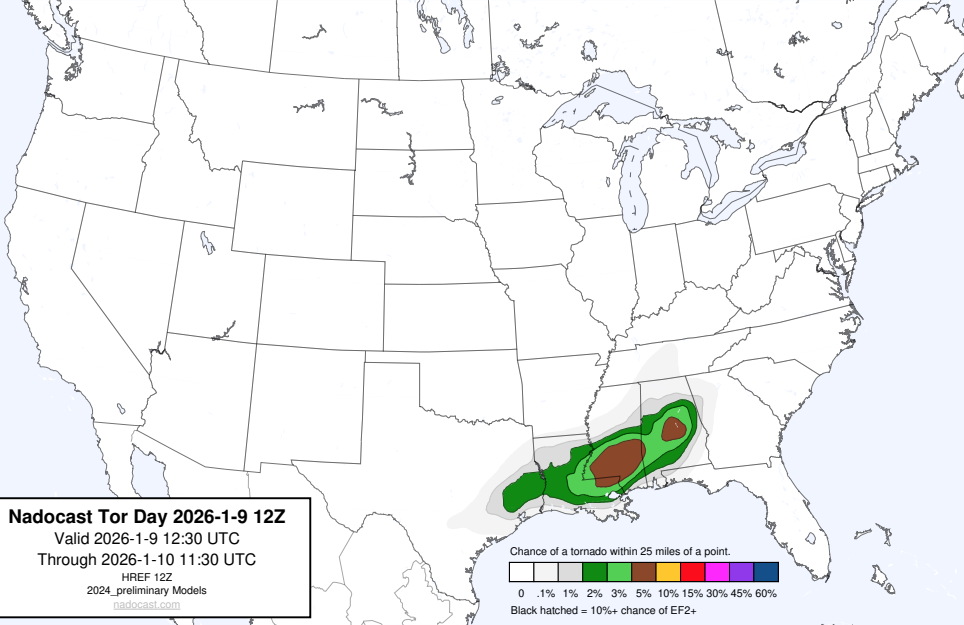 Nadocast Tor Day 2026-1-9 12Z
Valid 2026-1-9 12:30 UTC
Through 2026-1-10 11:30 UTC
HREF 12Z
2024_preliminary Models
nadocast.com
Chance of a tornado within 25 miles of a point.
0 .1% 1% 2% 3% 5% 10% 15% 30% 45% 60%
Black hatched = 10%+ chance of EF2+